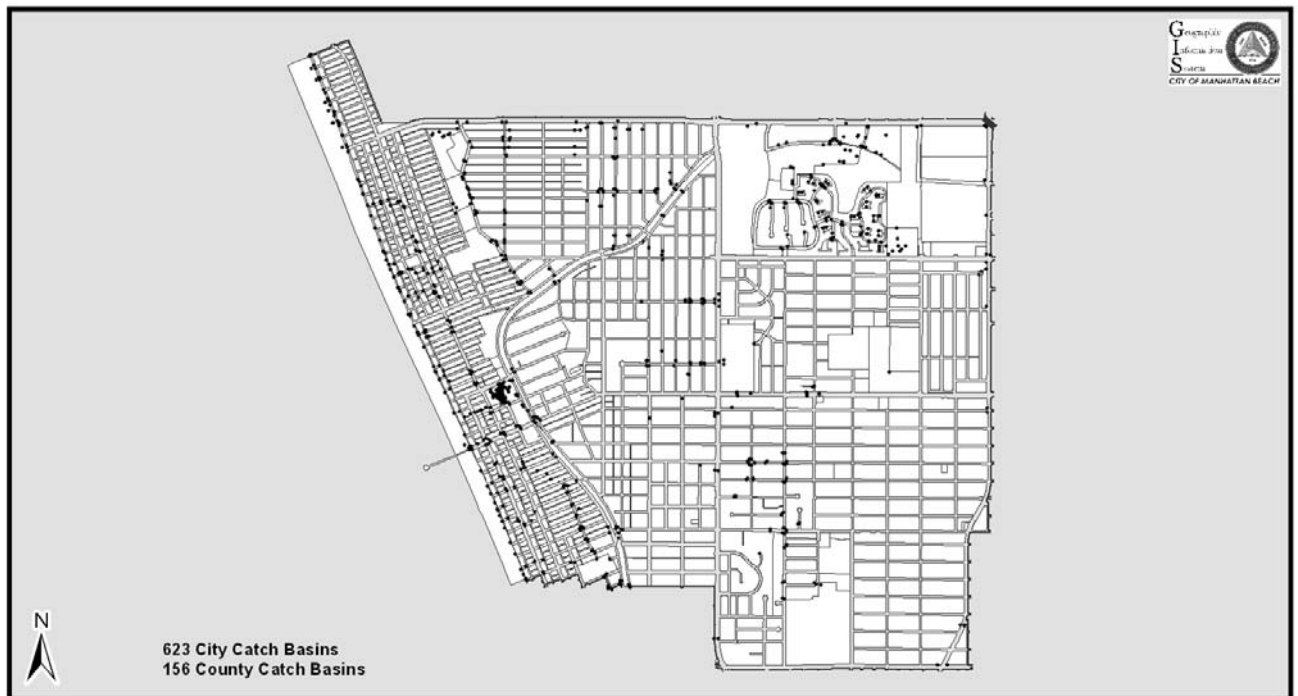 Geographic
Information
System
CITY OF MANHATTAN BEACH
N
623 City Catch Basins
156 County Catch Basins